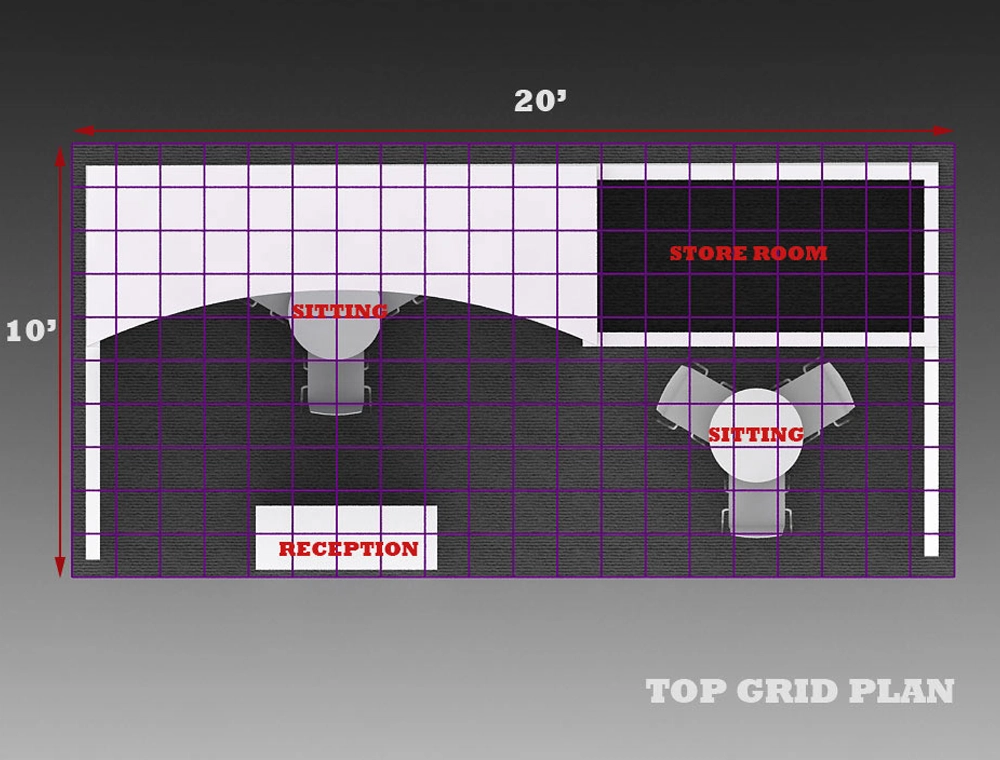 20’
STORE ROOM
SITTING
10’
SITTING
RECEPTION
TOP GRID PLAN